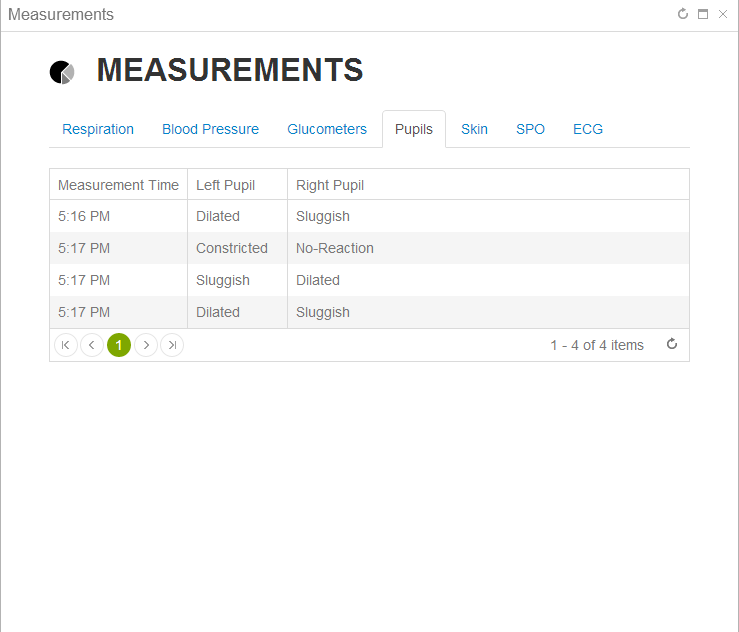 Measurements
MEASUREMENTS
Respiration Blood Pressure Glucometers Pupils Skin SPO ECG
Measurement Time Left Pupil Right Pupil
5:16 PM Dilated Sluggish
5:17 PM Constricted No-Reaction
5:17 PM Sluggish Dilated
5:17 PM Dilated Sluggish
1 1 - 4 of 4 items